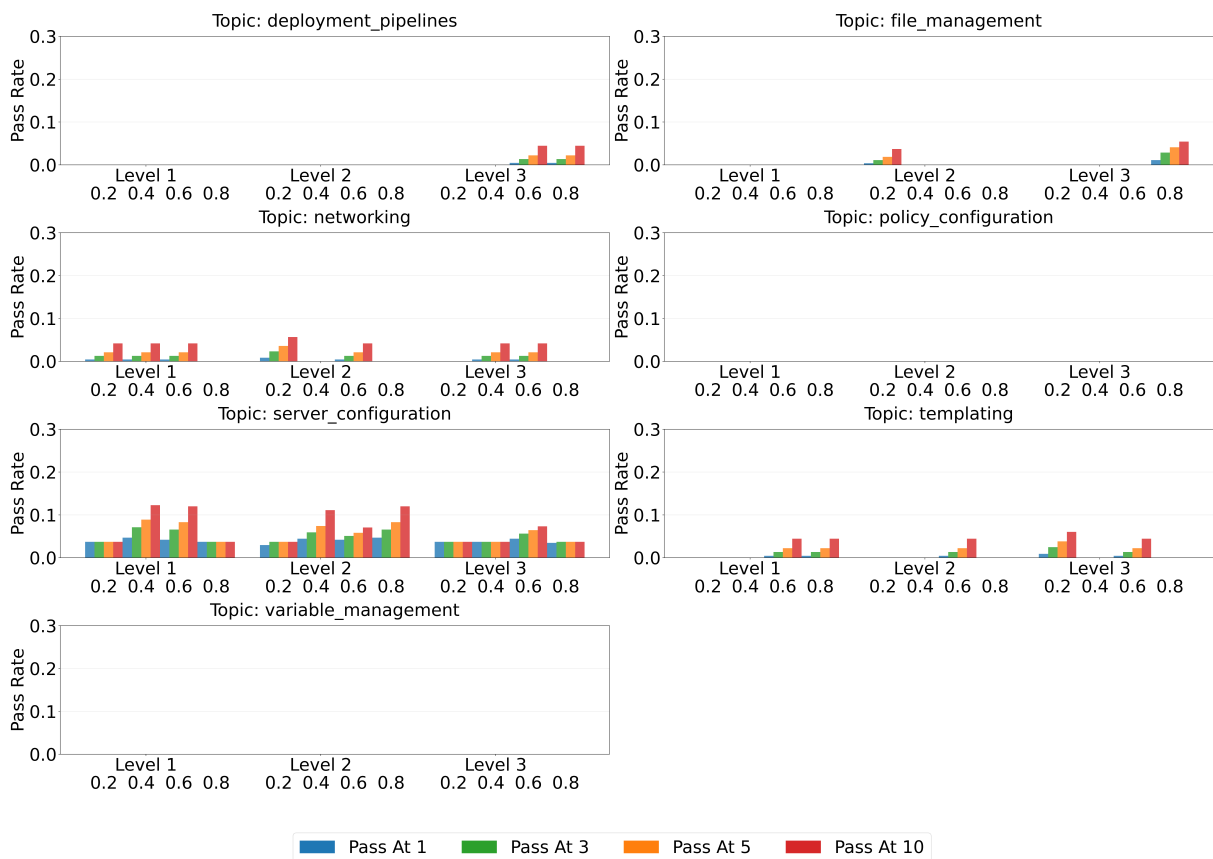 Topic: deployment_pipelines
0.3
0.2
0.1
0.0
Pass Rate
Level 1 Level 2 Level 3
0.2 0.4 0.6 0.8 0.2 0.4 0.6 0.8 0.2 0.4 0.6 0.8
Topic: file_management
0.3
0.2
0.1
0.0
Pass Rate
Level 1 Level 2 Level 3
0.2 0.4 0.6 0.8 0.2 0.4 0.6 0.8 0.2 0.4 0.6 0.8
Topic: networking
0.3
0.2
0.1
0.0
Pass Rate
Level 1 Level 2 Level 3
0.2 0.4 0.6 0.8 0.2 0.4 0.6 0.8 0.2 0.4 0.6 0.8
Topic: policy_configuration
0.3
0.2
0.1
0.0
Pass Rate
Level 1 Level 2 Level 3
0.2 0.4 0.6 0.8 0.2 0.4 0.6 0.8 0.2 0.4 0.6 0.8
Topic: server_configuration
0.3
0.2
0.1
0.0
Pass Rate
Level 1 Level 2 Level 3
0.2 0.4 0.6 0.8 0.2 0.4 0.6 0.8 0.2 0.4 0.6 0.8
Topic: templating
0.3
0.2
0.1
0.0
Pass Rate
Level 1 Level 2 Level 3
0.2 0.4 0.6 0.8 0.2 0.4 0.6 0.8 0.2 0.4 0.6 0.8
Topic: variable_management
0.3
0.2
0.1
0.0
Pass Rate
Level 1 Level 2 Level 3
0.2 0.4 0.6 0.8 0.2 0.4 0.6 0.8 0.2 0.4 0.6 0.8
Pass At 1 Pass At 3 Pass At 5 Pass At 10